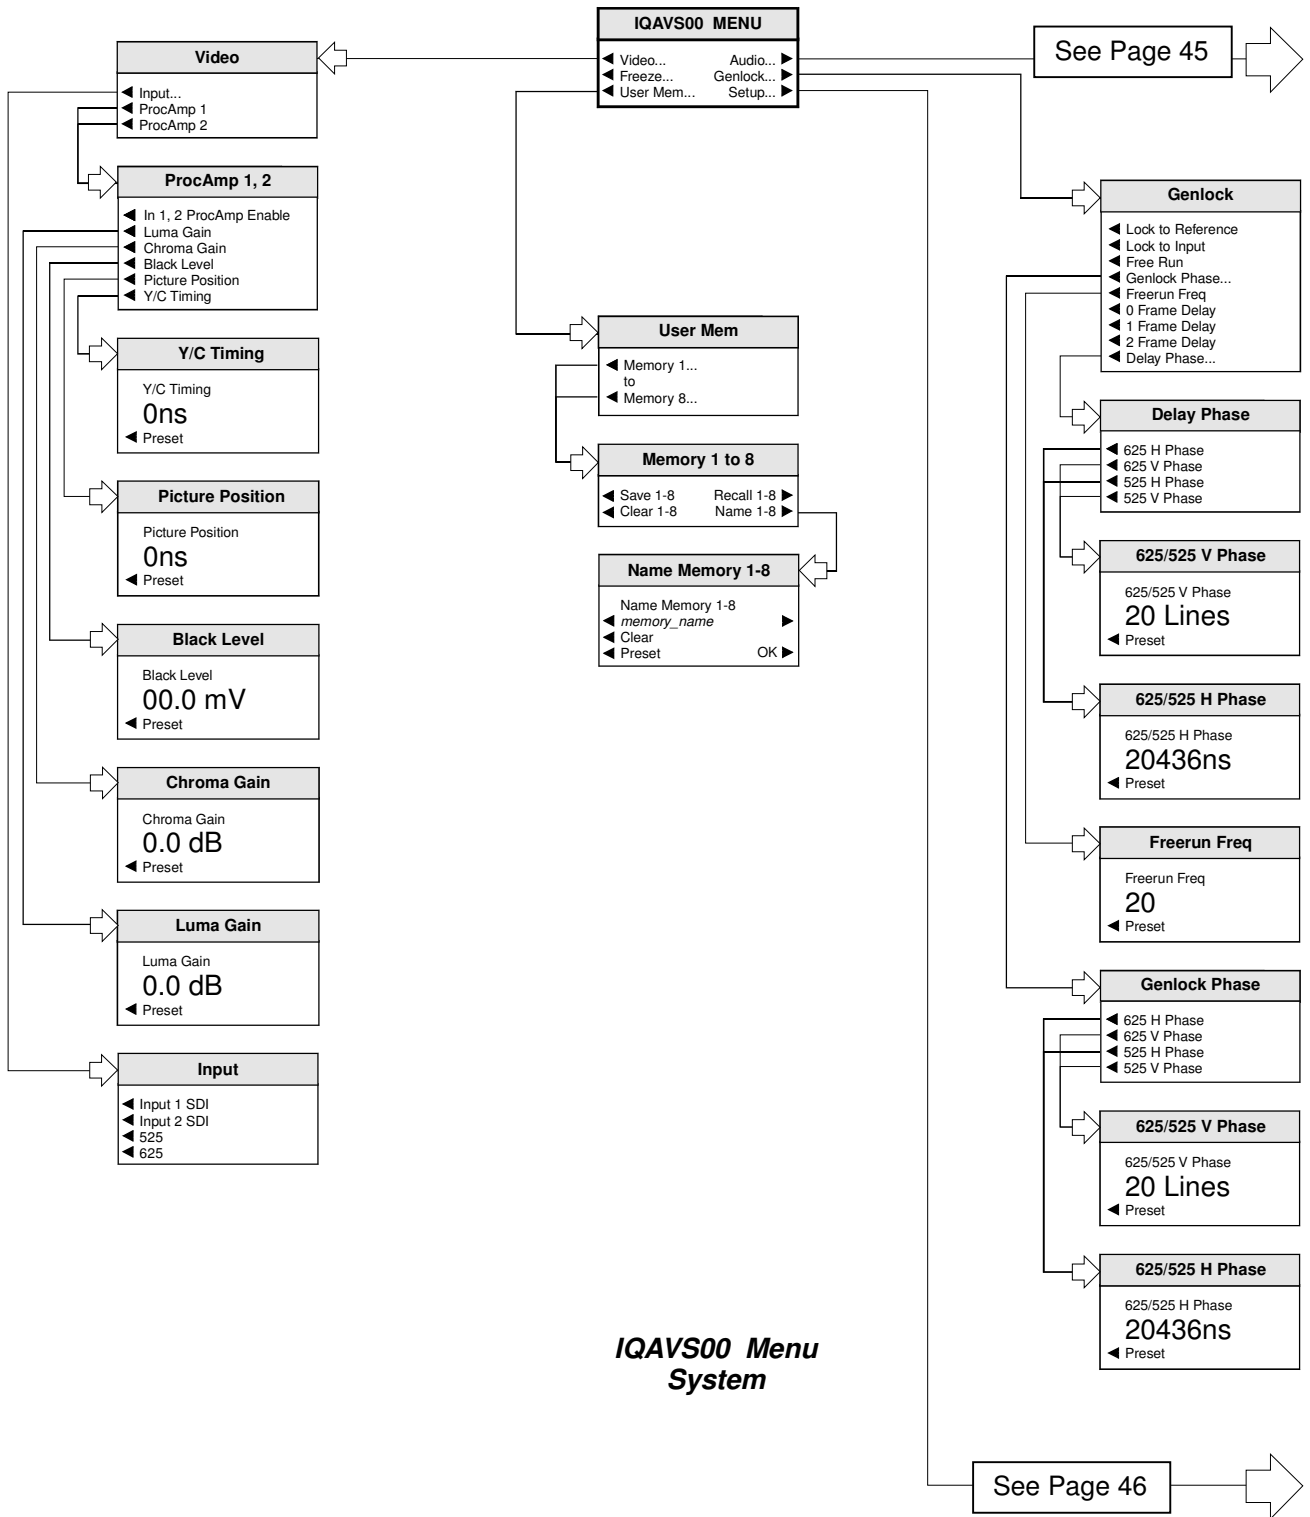 IQAVS00 MENU
Video... Audio...
Freeze... Genlock...
User Mem... Setup...
See Page 45
Video
Input...
ProcAmp 1
ProcAmp 2
ProcAmp 1, 2
In 1, 2 ProcAmp Enable
Luma Gain
Chroma Gain
Black Level
Picture Position
Y/C Timing
Y/C Timing
Y/C Timing
0ns
Preset
Picture Position
Picture Position
0ns
Preset
Black Level
Black Level
00.0 mV
Preset
Chroma Gain
Chroma Gain
0.0 dB
Preset
Luma Gain
Luma Gain
0.0 dB
Preset
Input
Input 1 SDI
Input 2 SDI
525
625
User Mem
Memory 1...
to
Memory 8...
Memory 1 to 8
Save 1-8 Recall 1-8
Clear 1-8 Name 1-8
Name Memory 1-8
Name Memory 1-8
memory_name
Clear
Preset OK
Genlock
Lock to Reference
Lock to Input
Free Run
Genlock Phase...
Freerun Freq
0 Frame Delay
1 Frame Delay
2 Frame Delay
Delay Phase...
Delay Phase
625 H Phase
625 V Phase
525 H Phase
525 V Phase
625/525 V Phase
625/525 V Phase
20 Lines
Preset
625/525 H Phase
625/525 H Phase
20436ns
Preset
Freerun Freq
Freerun Freq
20
Preset
Genlock Phase
625 H Phase
625 V Phase
525 H Phase
525 V Phase
625/525 V Phase
625/525 V Phase
20 Lines
Preset
625/525 H Phase
625/525 H Phase
20436ns
Preset
IQAVS00 Menu
System
See Page 46